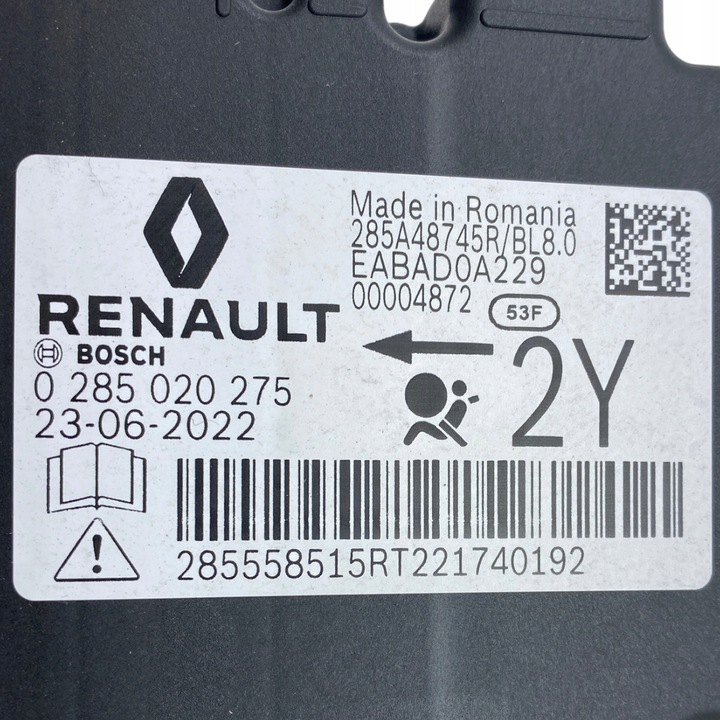 RENAULT
BOSCH
0 285 020 275
23-06-2022
Made in Romania
285A48745R/BL8.0
EABAD0A229
00004872
53F
2Y
285558515RT221740192